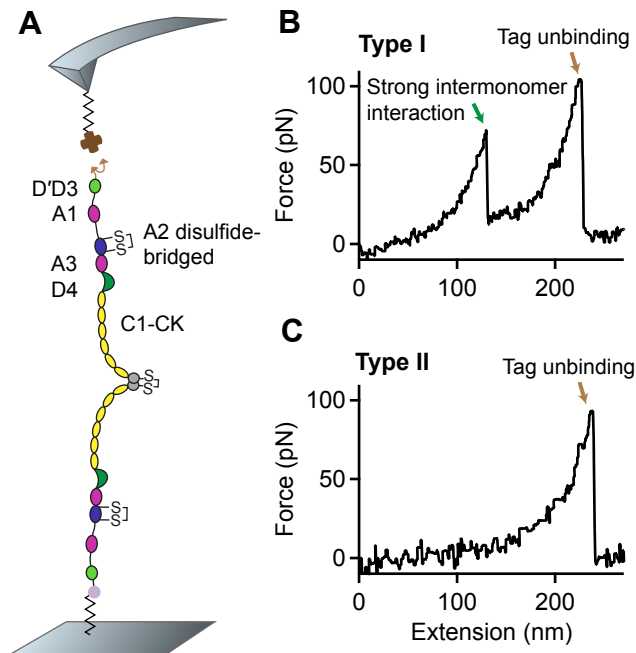 A
D′D3
A1
S
S
A2 disulfide-
bridged
A3
D4
C1-CK
S
S
S
S
B
Type I
Tag unbinding
Strong intermonomer
interaction)
100
50
0
Force (pN)
0
100
200
C
Type II
Tag unbinding
100
50
0
Force (pN)
0
100
200
Extension (nm)